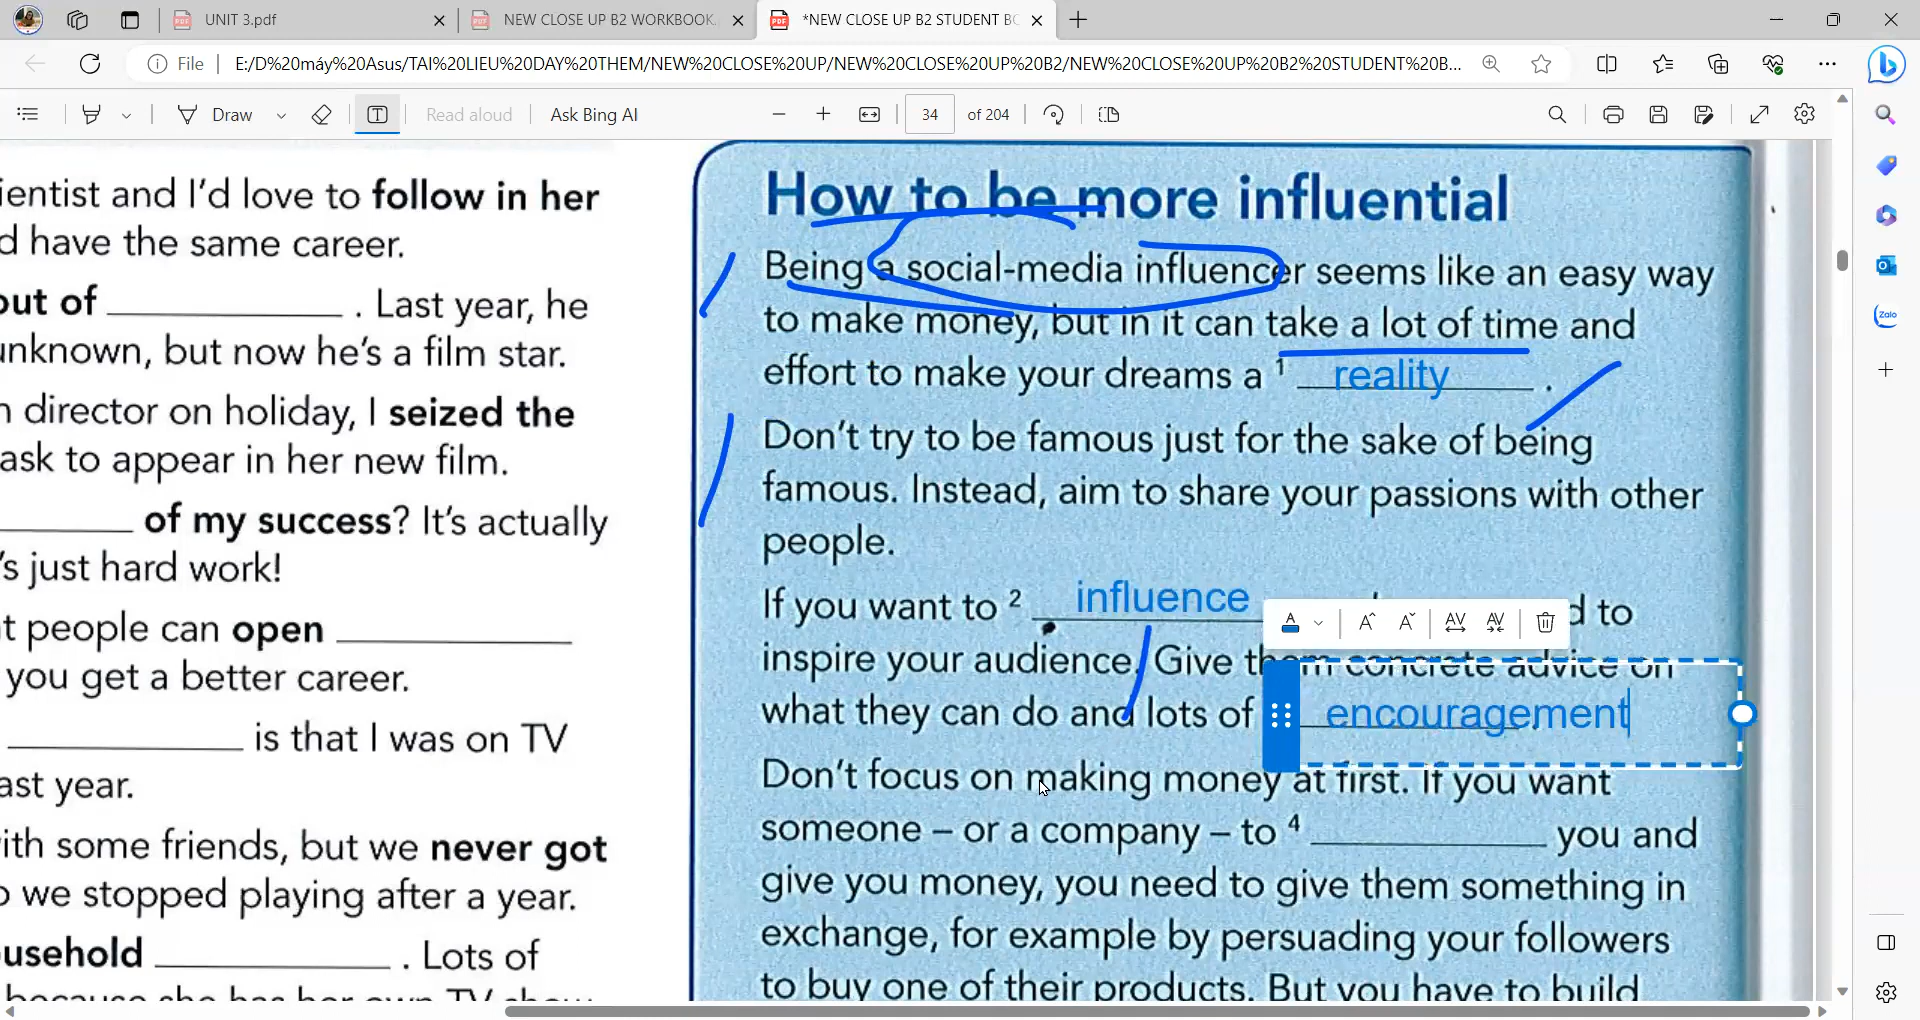 UNIT 3.pdf
NEW CLOSE UP B2 WORKBOOK.
*NEW CLOSE UP B2 STUDENT BO
File
E:/D%20máy%20Asus/TAI%20LIEU%20DAY%20THEM/NEW%20CLOSE%20UP/NEW%20CLOSE%20UP%20B2/NEW%20CLOSE%20UP%20B2%20STUDENT%20B...
Draw
Read aloud
Ask Bing AI
34
of 204
Zalo
ientist and I'd love to follow in her
d have the same career.
out of ____________ . Last year, he
unknown, but now he's a film star.
n director on holiday, I seized the
ask to appear in her new film.
____________ of my success? It's actually
's just hard work!
t people can open ____________
you get a better career.
____________ is that I was on TV
ast year.
ith some friends, but we never got
o we stopped playing after a year.
usehold ____________ . Lots of
because she has her own TV show
How to be more influential
Being a social-media influencer seems like an easy way
to make money, but in it can take a lot of time and
effort to make your dreams a 1 reality .
Don't try to be famous just for the sake of being
famous. Instead, aim to share your passions with other
people.
If you want to 2 influence d to
inspire your audience. Give them concrete advice on
what they can do and lots of encouragement .
Don't focus on making money at first. If you want
someone – or a company – to 4 ____________ you and
give you money, you need to give them something in
exchange, for example by persuading your followers
to buy one of their products. But you have to build